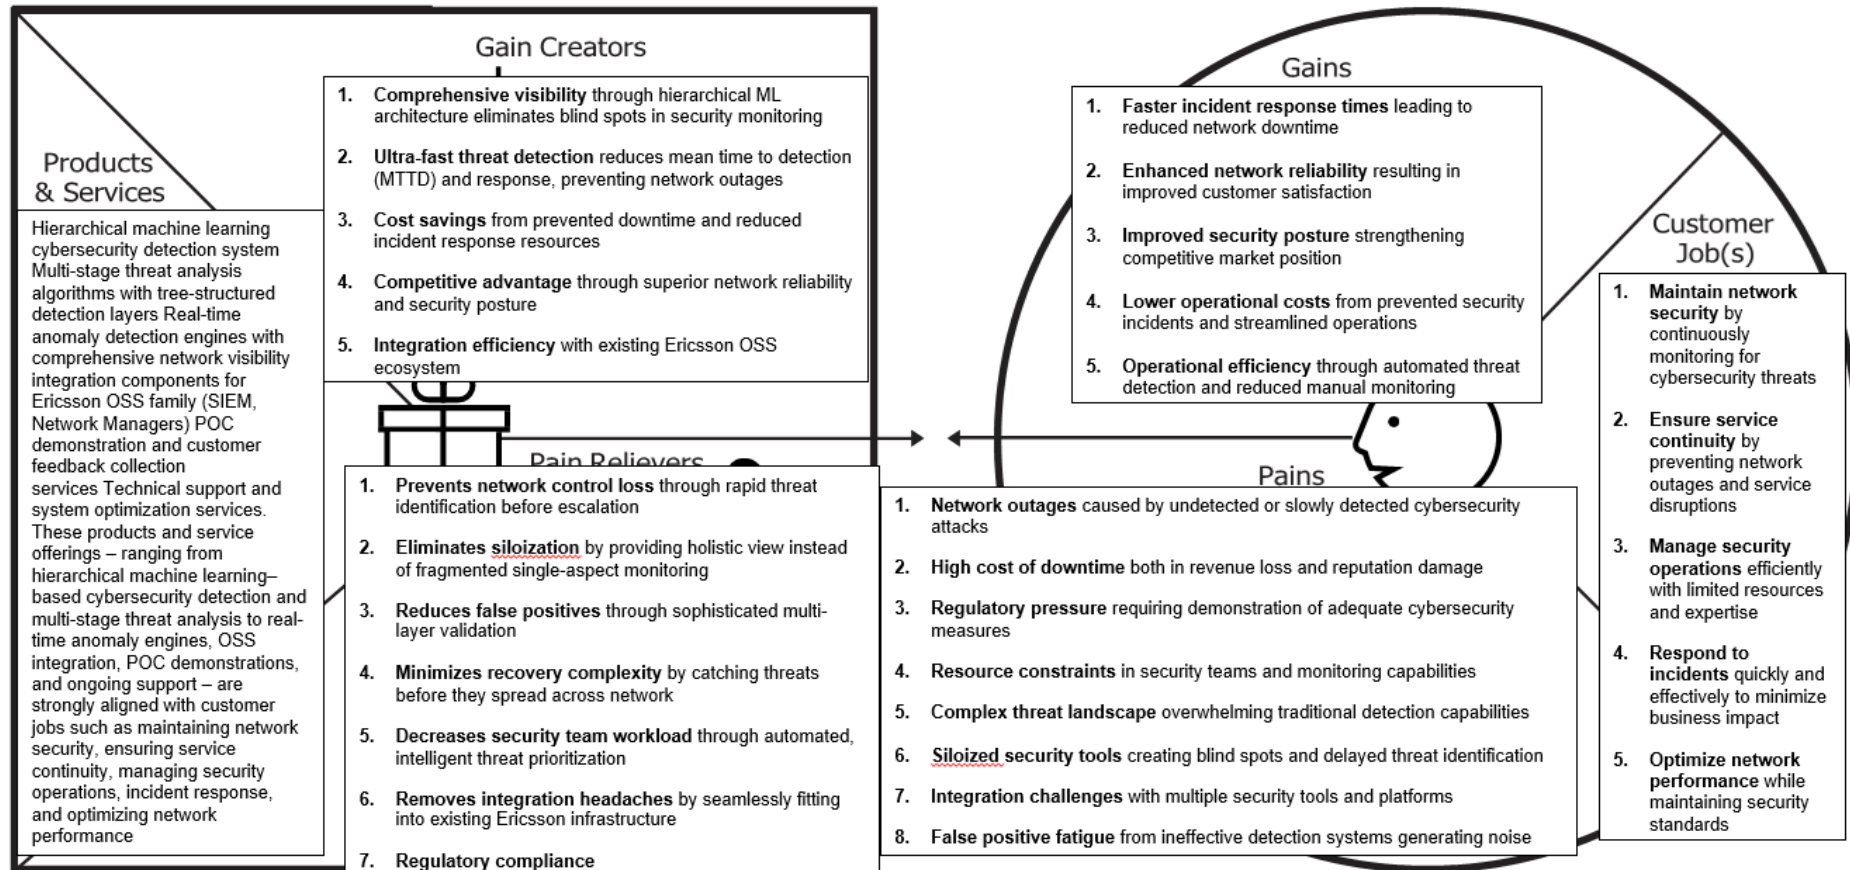 Gain Creators
1. Comprehensive visibility through hierarchical ML
architecture eliminates blind spots in security monitoring
2. Ultra-fast threat detection reduces mean time to detection
(MTTD) and response, preventing network outages
3. Cost savings from prevented downtime and reduced
incident response resources
4. Competitive advantage through superior network reliability
and security posture
5. Integration efficiency with existing Ericsson OSS
ecosystem
Products
& Services
Hierarchical machine learning
cybersecurity detection system
Multi-stage threat analysis
algorithms with tree-structured
detection layers Real-time
anomaly detection engines with
comprehensive network visibility
integration components for
Ericsson OSS family (SIEM,
Network Managers) POC
demonstration and customer
feedback collection
services Technical support and
system optimization services.
These products and service
offerings – ranging from
hierarchical machine learning–
based cybersecurity detection and
multi-stage threat analysis to real-
time anomaly engines, OSS
integration, POC demonstrations,
and ongoing support – are
strongly aligned with customer
jobs such as maintaining network
security, ensuring service
continuity, managing security
operations, incident response,
and optimizing network
performance
Pain Relievers
1. Prevents network control loss through rapid threat
identification before escalation
2. Eliminates siloization by providing holistic view instead
of fragmented single-aspect monitoring
3. Reduces false positives through sophisticated multi-
layer validation
4. Minimizes recovery complexity by catching threats
before they spread across network
5. Decreases security team workload through automated,
intelligent threat prioritization
6. Removes integration headaches by seamlessly fitting
into existing Ericsson infrastructure
7. Regulatory compliance
Gains
1. Faster incident response times leading to
reduced network downtime
2. Enhanced network reliability resulting in
improved customer satisfaction
3. Improved security posture strengthening
competitive market position
4. Lower operational costs from prevented security
incidents and streamlined operations
5. Operational efficiency through automated threat
detection and reduced manual monitoring
Pains
1. Network outages caused by undetected or slowly detected cybersecurity
attacks
2. High cost of downtime both in revenue loss and reputation damage
3. Regulatory pressure requiring demonstration of adequate cybersecurity
measures
4. Resource constraints in security teams and monitoring capabilities
5. Complex threat landscape overwhelming traditional detection capabilities
6. Siloized security tools creating blind spots and delayed threat identification
7. Integration challenges with multiple security tools and platforms
8. False positive fatigue from ineffective detection systems generating noise
Customer
Job(s)
1. Maintain network
security by
continuously
monitoring for
cybersecurity threats
2. Ensure service
continuity by
preventing network
outages and service
disruptions
3. Manage security
operations efficiently
with limited resources
and expertise
4. Respond to
incidents quickly and
effectively to minimize
business impact
5. Optimize network
performance while
maintaining security
standards